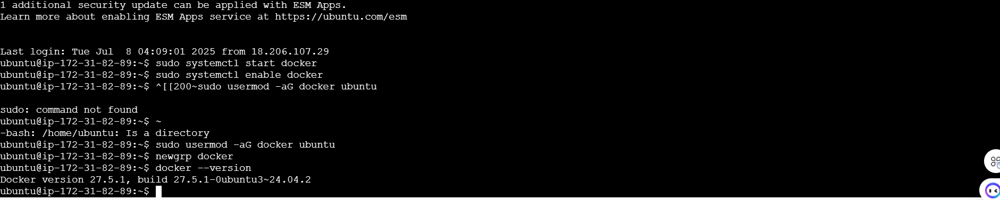 1 additional security update can be applied with ESM Apps.
Learn more about enabling ESM Apps service at https://ubuntu.com/esm
Last login: Tue Jul  8 04:09:01 2025 from 18.206.107.29
ubuntu@ip-172-31-82-89:~$ sudo systemctl start docker
ubuntu@ip-172-31-82-89:~$ sudo systemctl enable docker
ubuntu@ip-172-31-82-89:~$ ^[[200~sudo usermod -aG docker ubuntu
sudo: command not found
ubuntu@ip-172-31-82-89:~$ ~
-bash: /home/ubuntu: Is a directory
ubuntu@ip-172-31-82-89:~$ sudo usermod -aG docker ubuntu
ubuntu@ip-172-31-82-89:~$ newgrp docker
ubuntu@ip-172-31-82-89:~$ docker --version
Docker version 27.5.1, build 27.5.1-0ubuntu3~24.04.2
ubuntu@ip-172-31-82-89:~$